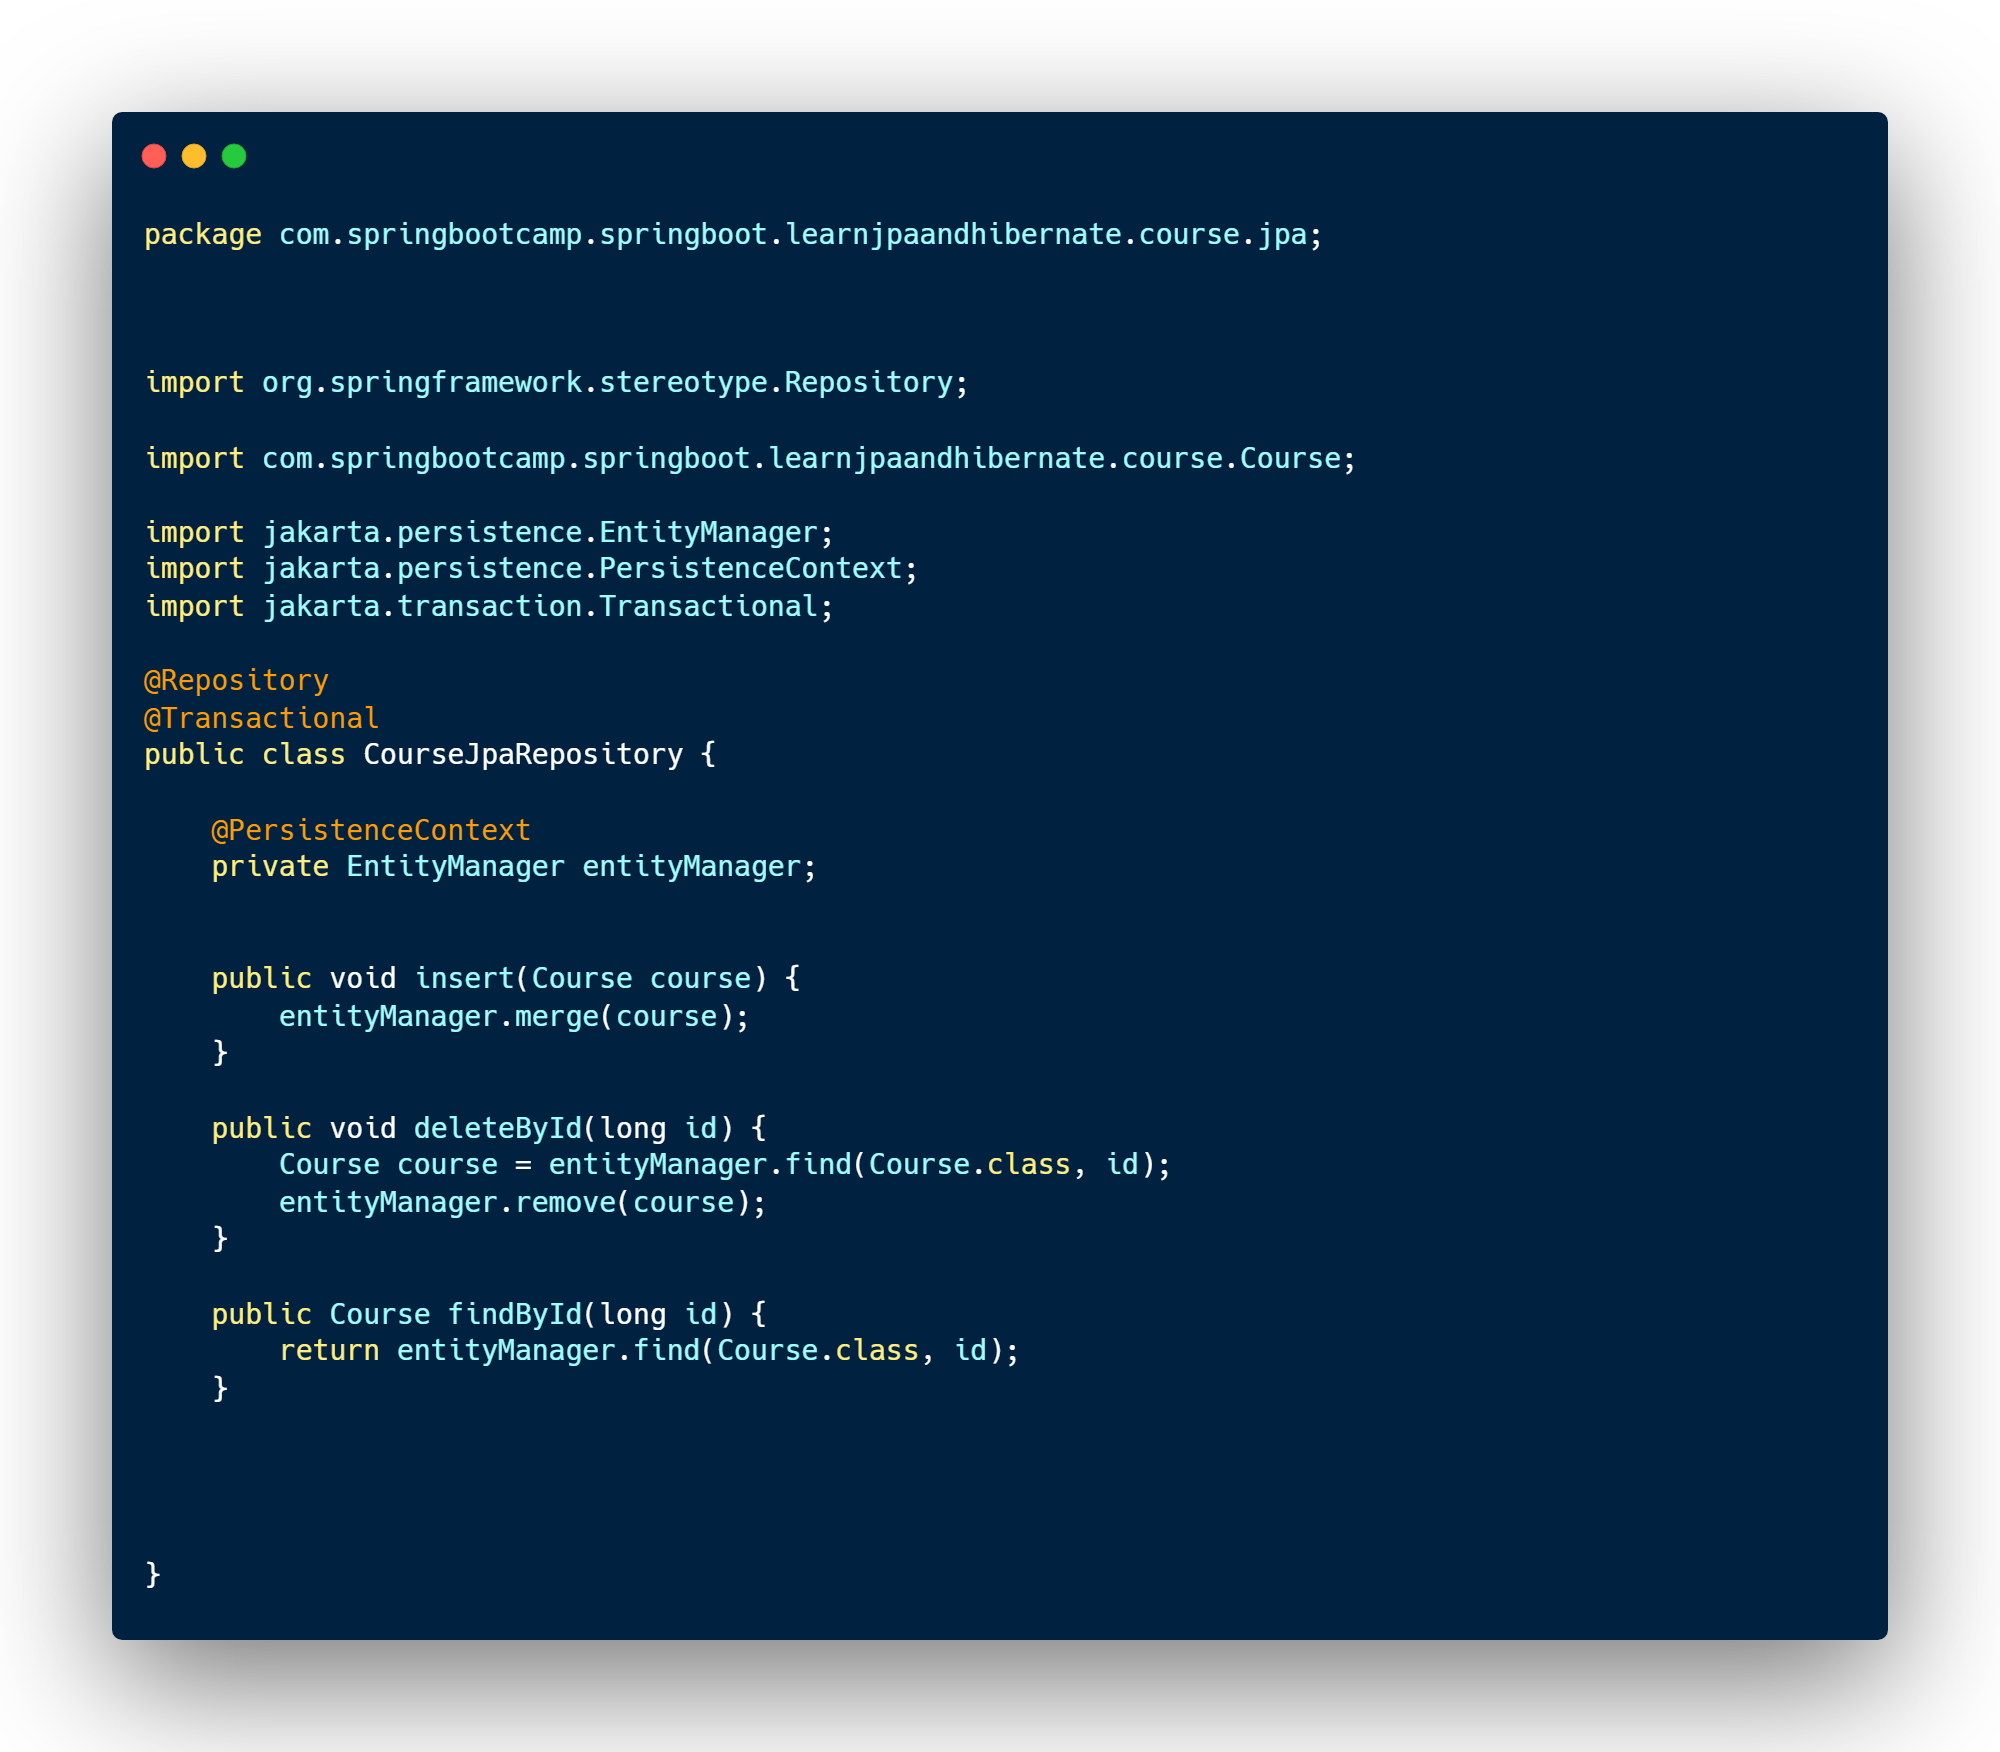 package com.springbootcamp.springboot.learnjpaandhibernate.course.jpa;
import org.springframework.stereotype.Repository;
import com.springbootcamp.springboot.learnjpaandhibernate.course.Course;
import jakarta.persistence.EntityManager;
import jakarta.persistence.PersistenceContext;
import jakarta.transaction.Transactional;
@Repository
@Transactional
public class CourseJpaRepository {
    @PersistenceContext
    private EntityManager entityManager;
    public void insert(Course course) {
        entityManager.merge(course);
    }
    public void deleteById(long id) {
        Course course = entityManager.find(Course.class, id);
        entityManager.remove(course);
    }
    public Course findById(long id) {
        return entityManager.find(Course.class, id);
    }
}